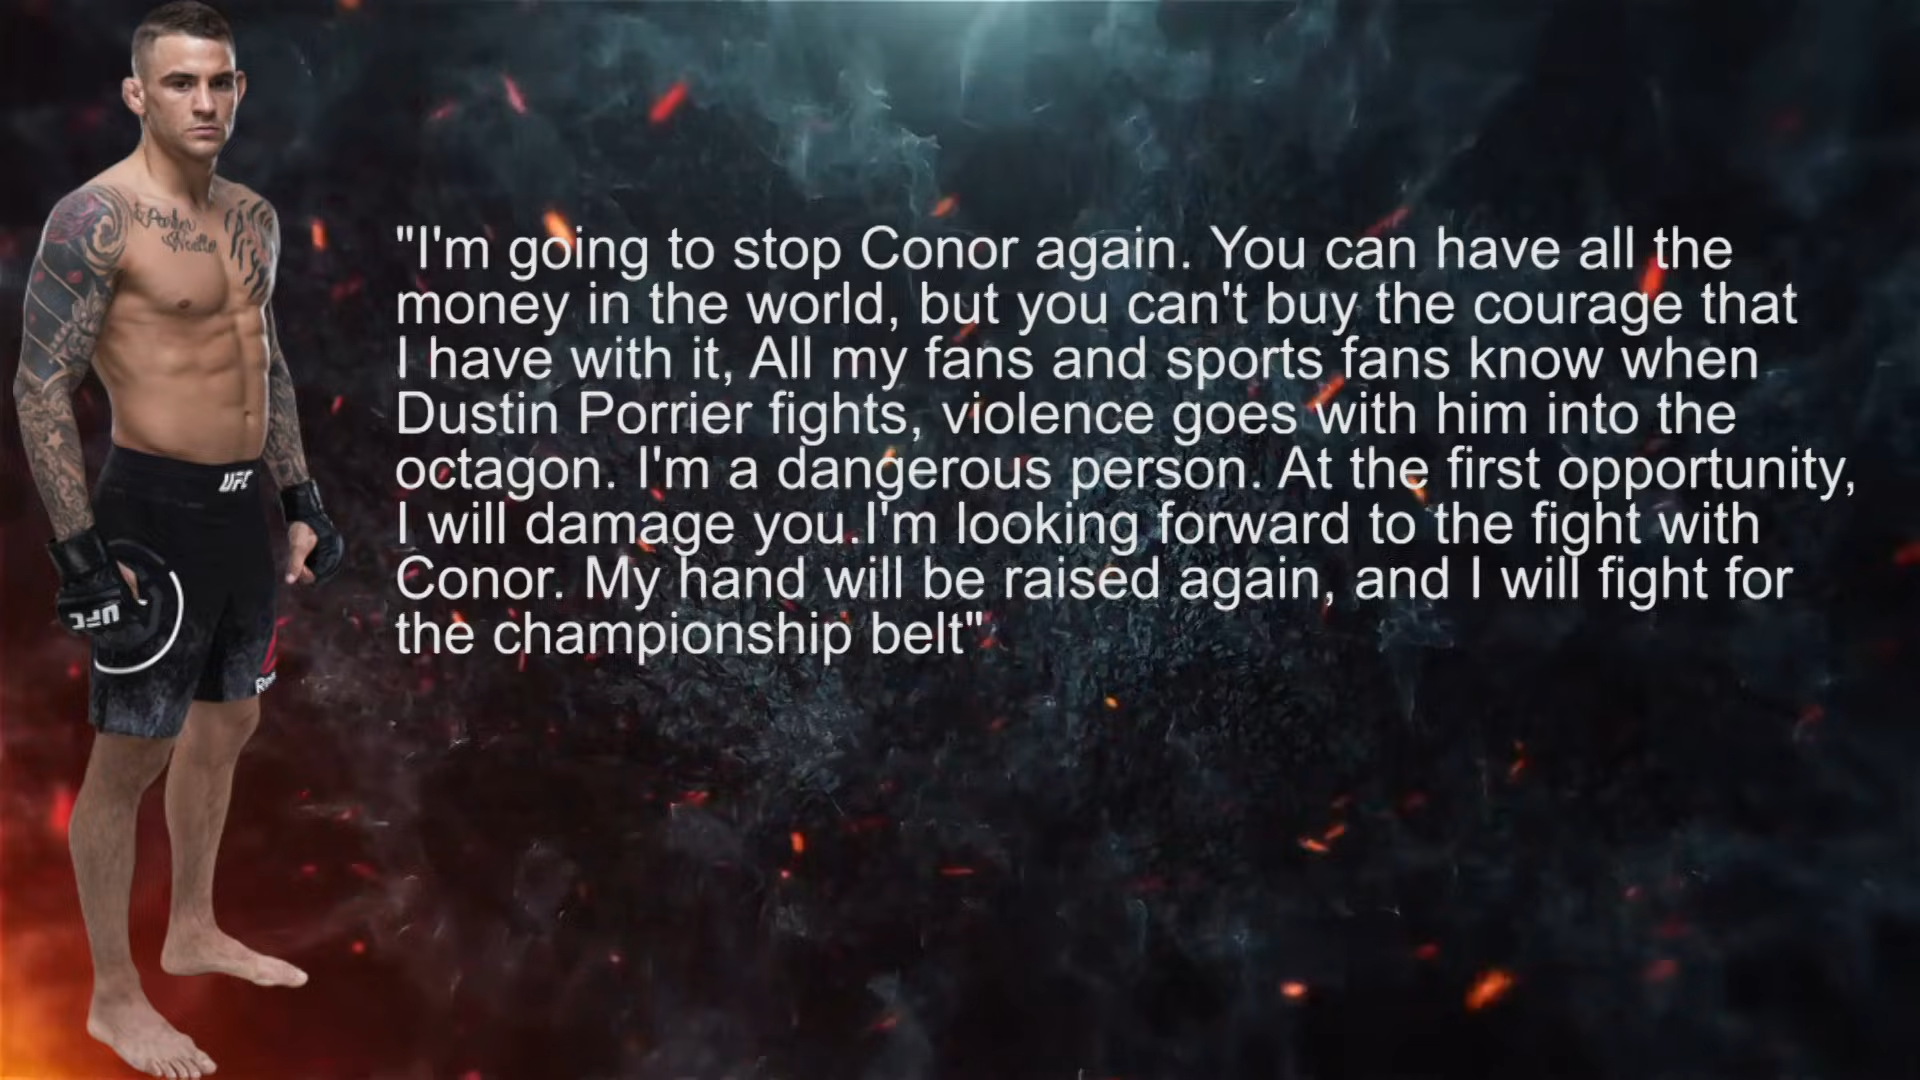 "I'm going to stop Conor again. You can have all the
money in the world, but you can't buy the courage that
I have with it, All my fans and sports fans know when
Dustin Porrier fights, violence goes with him into the
octagon. I'm a dangerous person. At the first opportunity,
I will damage you.I'm looking forward to the fight with
Conor. My hand will be raised again, and I will fight for
the championship belt"
Parker
Noelle
UFC
UFC